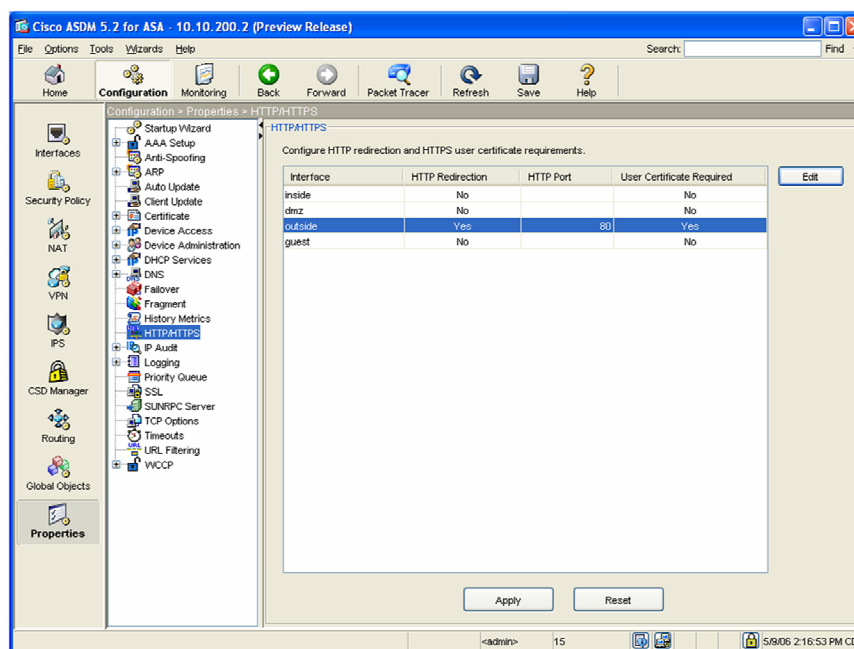 Cisco ASDM 5.2 for ASA - 10.10.200.2 (Preview Release)
File Options Tools Wizards Help Search: Find
Home Configuration Monitoring Back Forward Packet Tracer Refresh Save Help
Configuration > Properties > HTTP/HTTPS
Interfaces
Security Policy
NAT
VPN
IPS
CSD Manager
Routing
Global Objects
Properties
Startup Wizard
AAA Setup
Anti-Spoofing
ARP
Auto Update
Client Update
Certificate
Device Access
Device Administration
DHCP Services
DNS
Failover
Fragment
History Metrics
HTTP/HTTPS
IP Audit
Logging
Priority Queue
SSL
SUNRPC Server
TCP Options
Timeouts
URL Filtering
WCCP
HTTP/HTTPS
Configure HTTP redirection and HTTPS user certificate requirements.
Interface HTTP Redirection HTTP Port User Certificate Required
inside No No
dmz No No
outside Yes 80 Yes
guest No No
Edit
Apply Reset
<admin> 15 5/9/06 2:16:53 PM CD